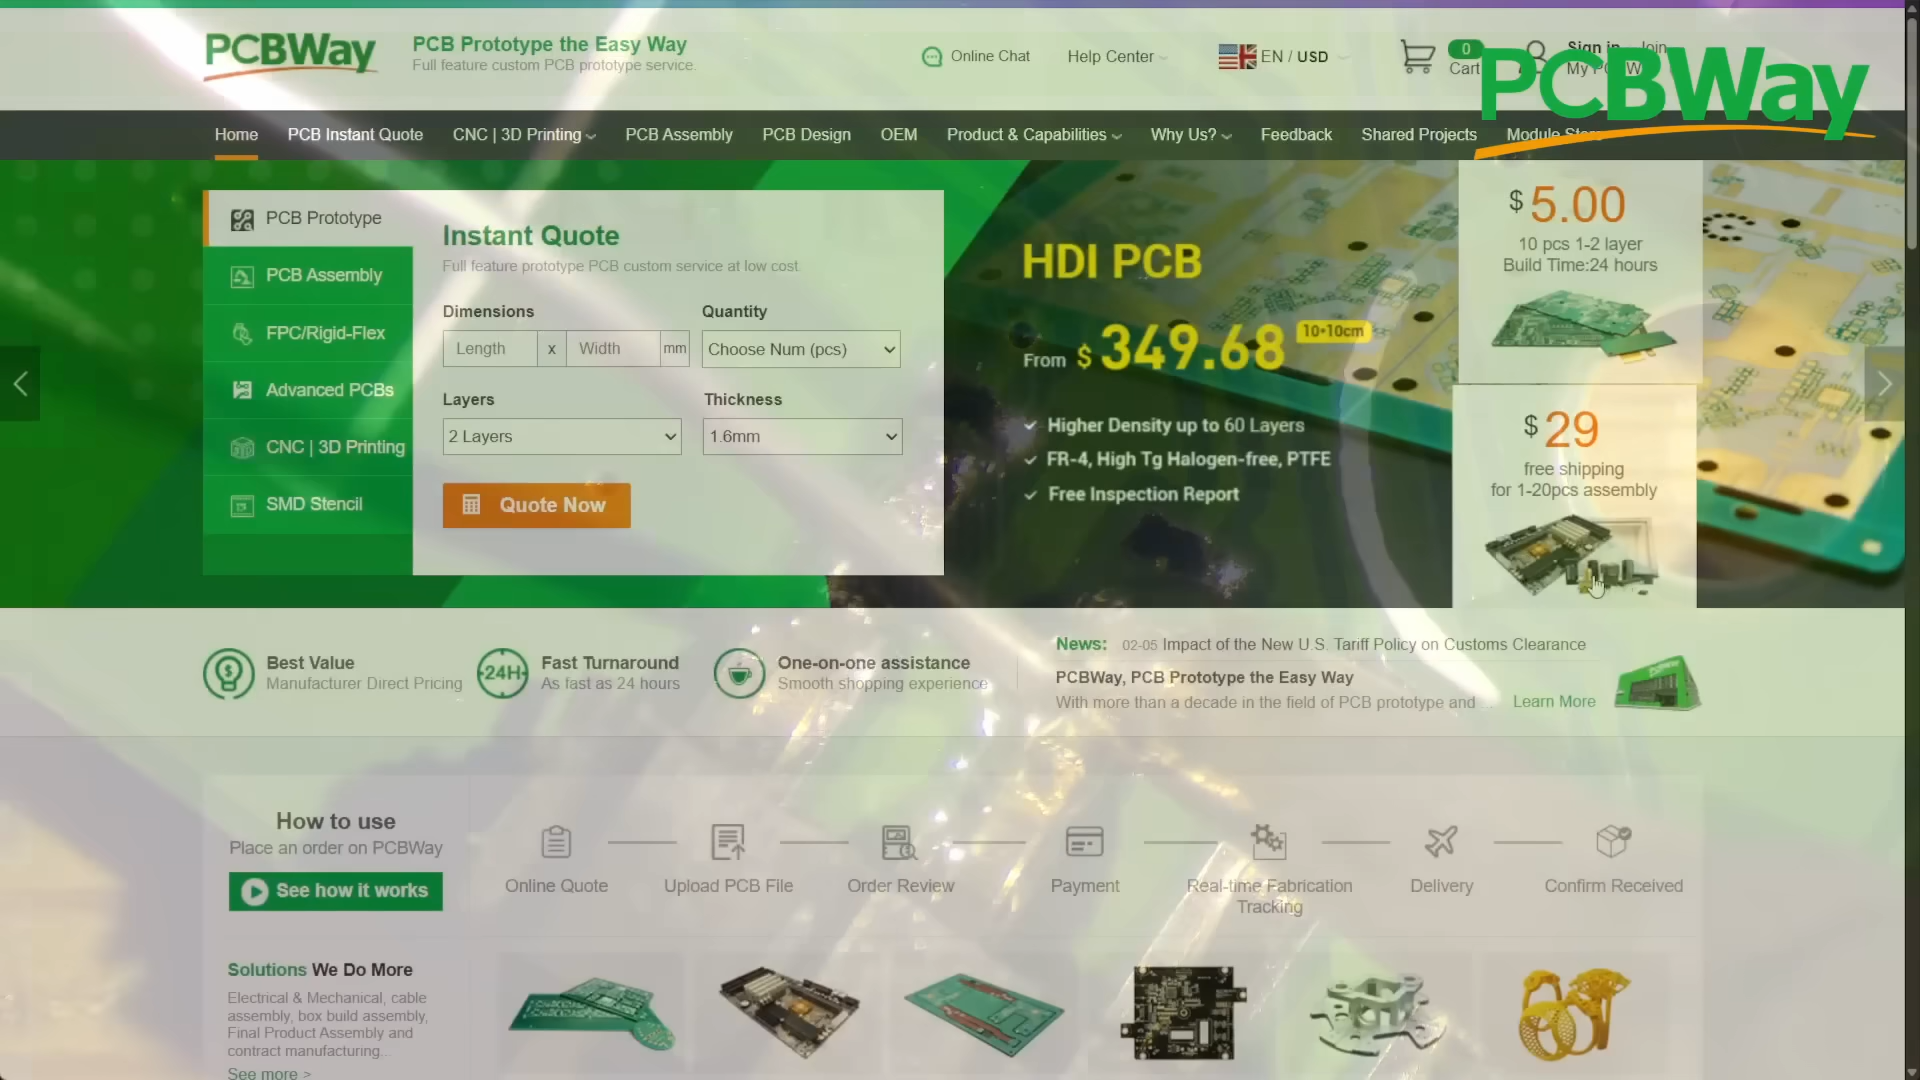 PCBWay
PCB Prototype the Easy Way
Full feature custom PCB prototype service.
Online Chat
Help Center
EN / USD
0
Cart
Sign in
Join
PCBWay
Home
PCB Instant Quote
CNC | 3D Printing
PCB Assembly
PCB Design
OEM
Product & Capabilities
Why Us?
Feedback
Shared Projects
Module
PCB Prototype
PCB Assembly
FPC/Rigid-Flex
Advanced PCBs
CNC | 3D Printing
SMD Stencil
Instant Quote
Full feature prototype PCB custom service at low cost.
Dimensions
Quantity
Length x Width mm
Choose Num (pcs)
Layers
Thickness
2 Layers
1.6mm
Quote Now
HDI PCB
From $ 349.68 10*10cm
Higher Density up to 60 Layers
FR-4, High Tg Halogen-free, PTFE
Free Inspection Report
$ 5.00
10 pcs 1-2 layer
Build Time:24 hours
$ 29
free shipping
for 1-20pcs assembly
Best Value
Manufacturer Direct Pricing
24H
Fast Turnaround
As fast as 24 hours
One-on-one assistance
Smooth shopping experience
News: 02-05 Impact of the New U.S. Tariff Policy on Customs Clearance
PCBWay, PCB Prototype the Easy Way
With more than a decade in the field of PCB prototype and ...
Learn More
How to use
Place an order on PCBWay
See how it works
Online Quote
Upload PCB File
Order Review
Payment
Real-time Fabrication
Tracking
Delivery
Confirm Received
Solutions We Do More
Electrical & Mechanical, cable
assembly, box build assembly,
Final Product Assembly and
contract manufacturing...
See more >